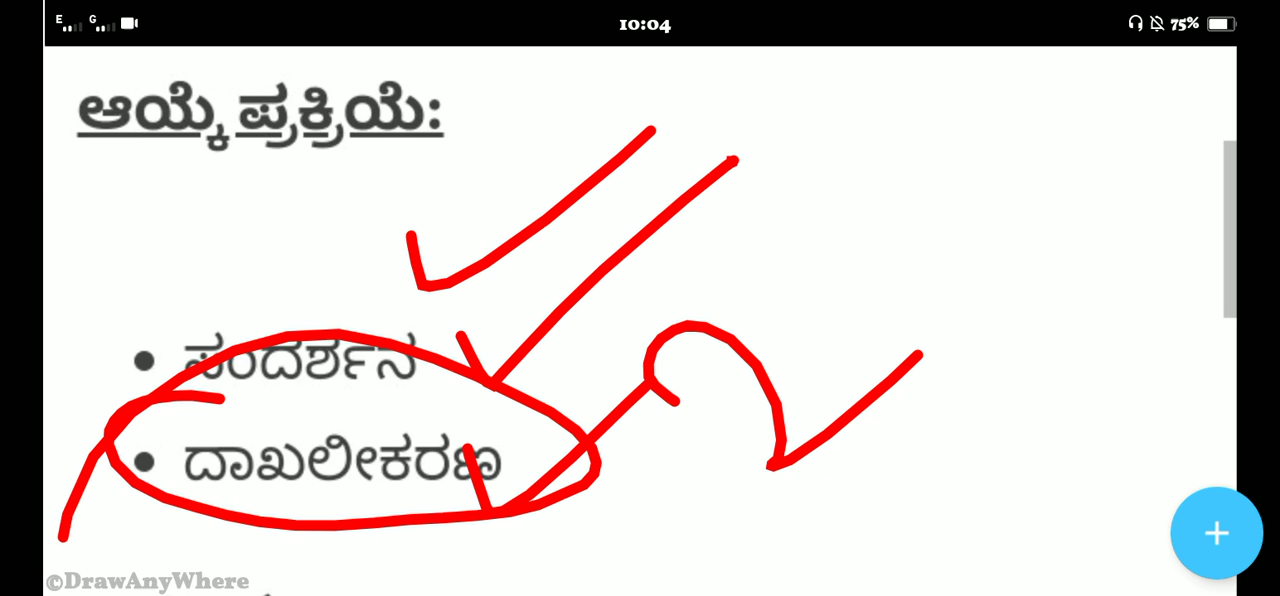 E G 10:04 75%
ಆಯ್ಕೆ ಪ್ರಕ್ರಿಯೆ:
• ಸಂದರ್ಶನ
• ದಾಖಲೀಕರಣ
+
©DrawAnyWhere